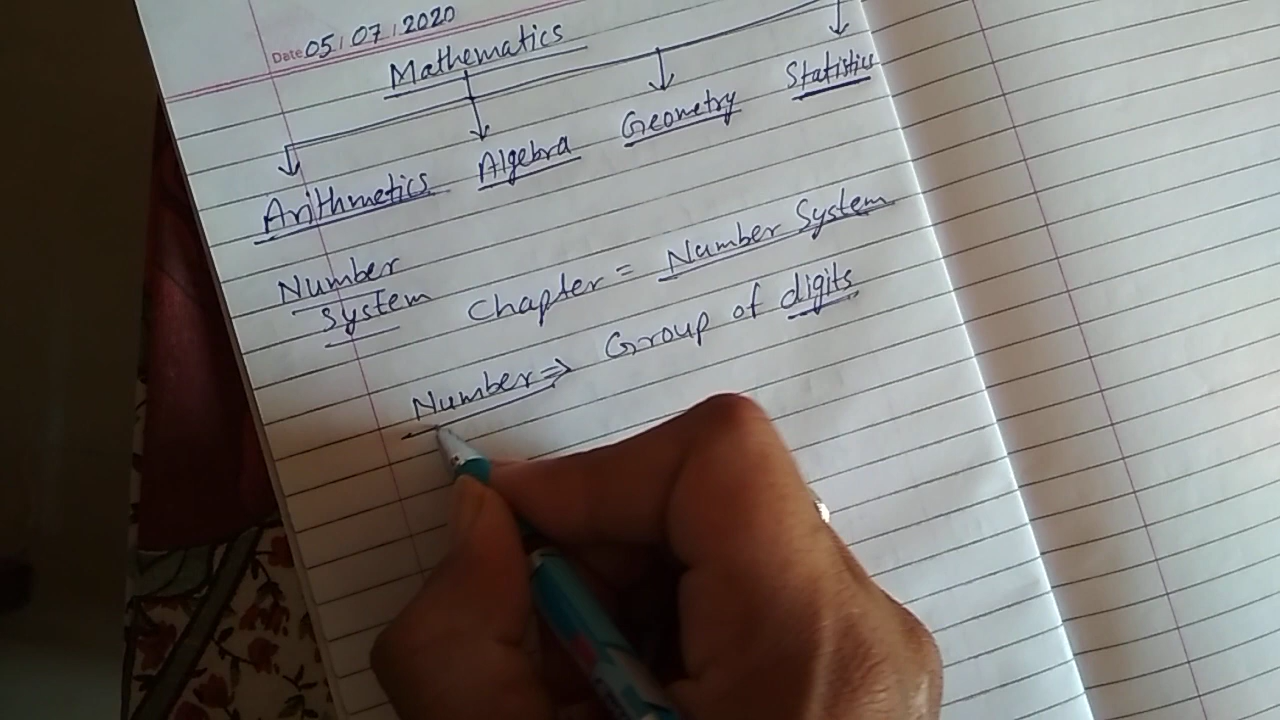 Date 05/07/2020
Mathematics
Arithmetics Algebra Geometry Statistics
Number
system
Chapter = Number System
Number ⇒ Group of digits